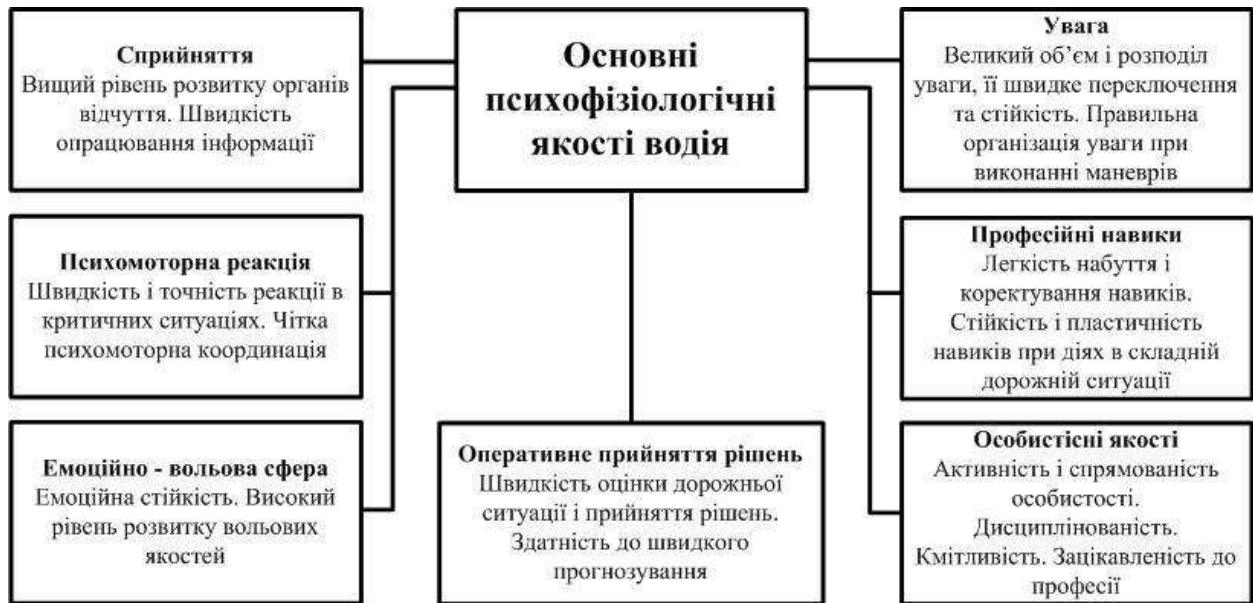 Основні
психофізіологічні
якості водія
Сприйняття
Вищий рівень розвитку органів
відчуття. Швидкість
опрацювання інформації
Психомоторна реакція
Швидкість і точність реакції в
критичних ситуаціях. Чітка
психомоторна координація
Емоційно - вольова сфера
Емоційна стійкість. Високий
рівень розвитку вольових
якостей
Оперативне прийняття рішень
Швидкість оцінки дорожньої
ситуації і прийняття рішень.
Здатність до швидкого
прогнозування
Увага
Великий об’єм і розподіл
уваги, її швидке переключення
та стійкість. Правильна
організація уваги при
виконанні маневрів
Професійні навики
Легкість набуття і
коректування навиків.
Стійкість і пластичність
навиків при діях в складній
дорожній ситуації
Особистісні якості
Активність і спрямованість
особистості.
Дисциплінованість.
Кмітливість. Зацікавленість до
професії